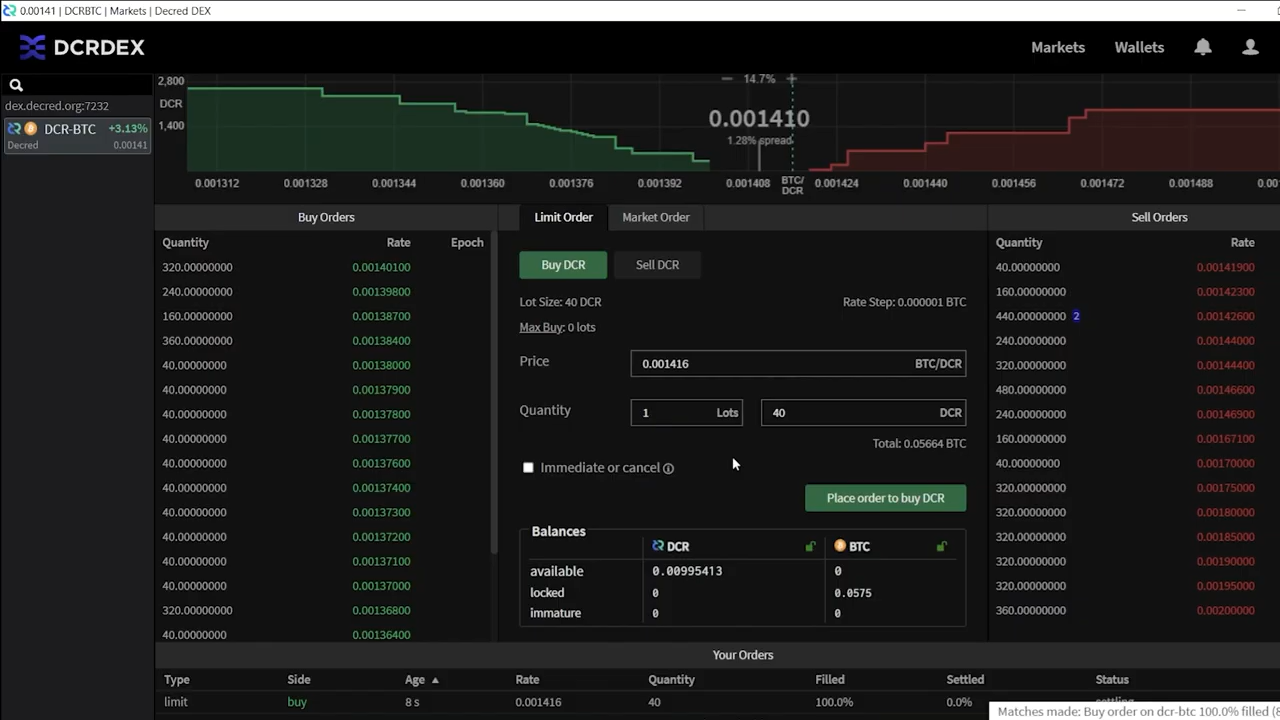 0.00141 | DCRBTC | Markets | Decred DEX
DCRDEX
Markets
Wallets
dex.decred.org:7232
DCR-BTC +3.13%
Decred 0.00141
2,800
DCR
1,400
14.7%
0.001410
1.28% spread
0.001312 0.001328 0.001344 0.001360 0.001376 0.001392 0.001408 BTC/ DCR 0.001424 0.001440 0.001456 0.001472 0.001488
Buy Orders
Quantity Rate Epoch
320.00000000 0.00140100
240.00000000 0.00139800
160.00000000 0.00138700
360.00000000 0.00138400
40.00000000 0.00138000
40.00000000 0.00137900
40.00000000 0.00137800
40.00000000 0.00137700
40.00000000 0.00137600
40.00000000 0.00137400
40.00000000 0.00137300
40.00000000 0.00137200
40.00000000 0.00137100
40.00000000 0.00137000
320.00000000 0.00136800
40.00000000 0.00136400
Limit Order
Market Order
Buy DCR
Sell DCR
Lot Size: 40 DCR
Rate Step: 0.000001 BTC
Max Buy: 0 lots
Price 0.001416 BTC/DCR
Quantity 1 Lots 40 DCR
Total: 0.05664 BTC
Immediate or cancel
Place order to buy DCR
Balances
DCR BTC
available 0.00995413 0
locked 0 0.0575
immature 0 0
Sell Orders
Quantity Rate
40.00000000 0.00141900
160.00000000 0.00142300
440.00000000 2 0.00142600
240.00000000 0.00144000
320.00000000 0.00144400
480.00000000 0.00146600
240.00000000 0.00146900
160.00000000 0.00167100
40.00000000 0.00170000
320.00000000 0.00175000
320.00000000 0.00180000
320.00000000 0.00185000
320.00000000 0.00190000
320.00000000 0.00195000
360.00000000 0.00200000
Your Orders
Type Side Age Rate Quantity Filled Settled Status
limit buy 8 s 0.001416 40 100.0% 0.0% settling
Matches made: Buy order on dcr-btc 100.0% filled (8